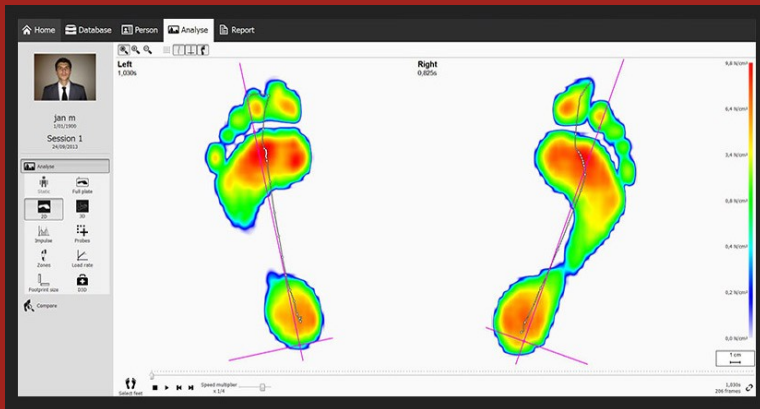 Home Database Person Analyse Report
Left
1,030s
Right
0,825s
jan m
1/01/1900
Session 1
24/09/2013
Analyse
Static Full plate
2D 3D
Impulse Probes
Zones Load rate
Footprint size D3D
Compare
1 cm
Select feet
Speed multiplier
x 1/4
1,030s
206 frames